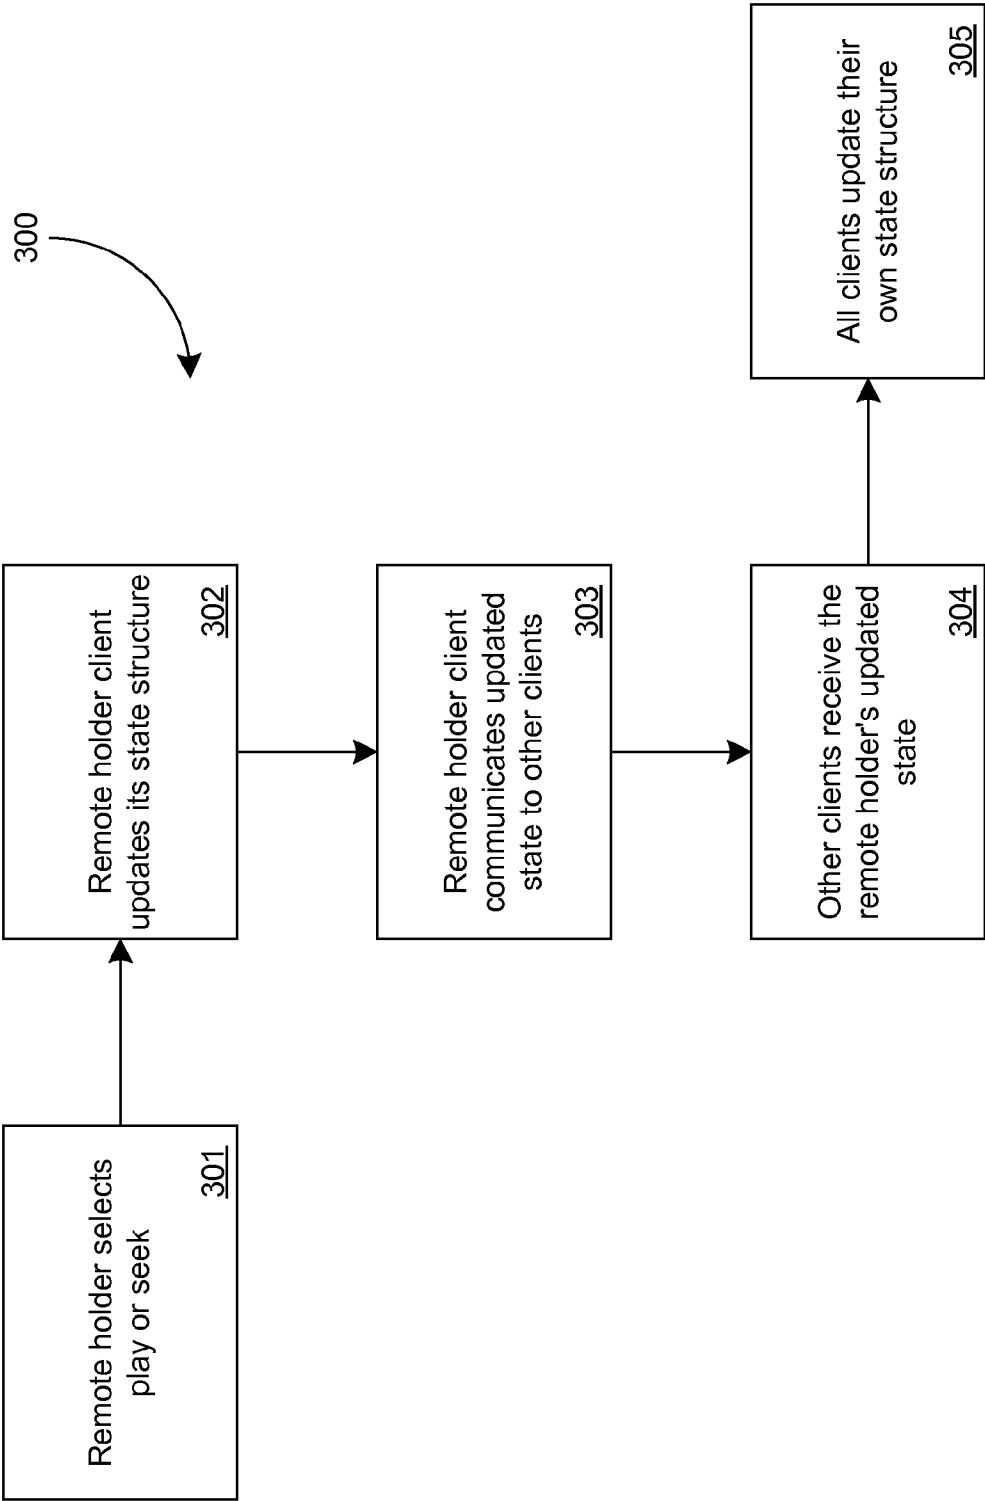 300
Remote holder selects
play or seek
301
Remote holder client
updates its state structure
302
Remote holder client
communicates updated
state to other clients
303
Other clients receive the
remote holder's updated
state
304
All clients update their
own state structure
305